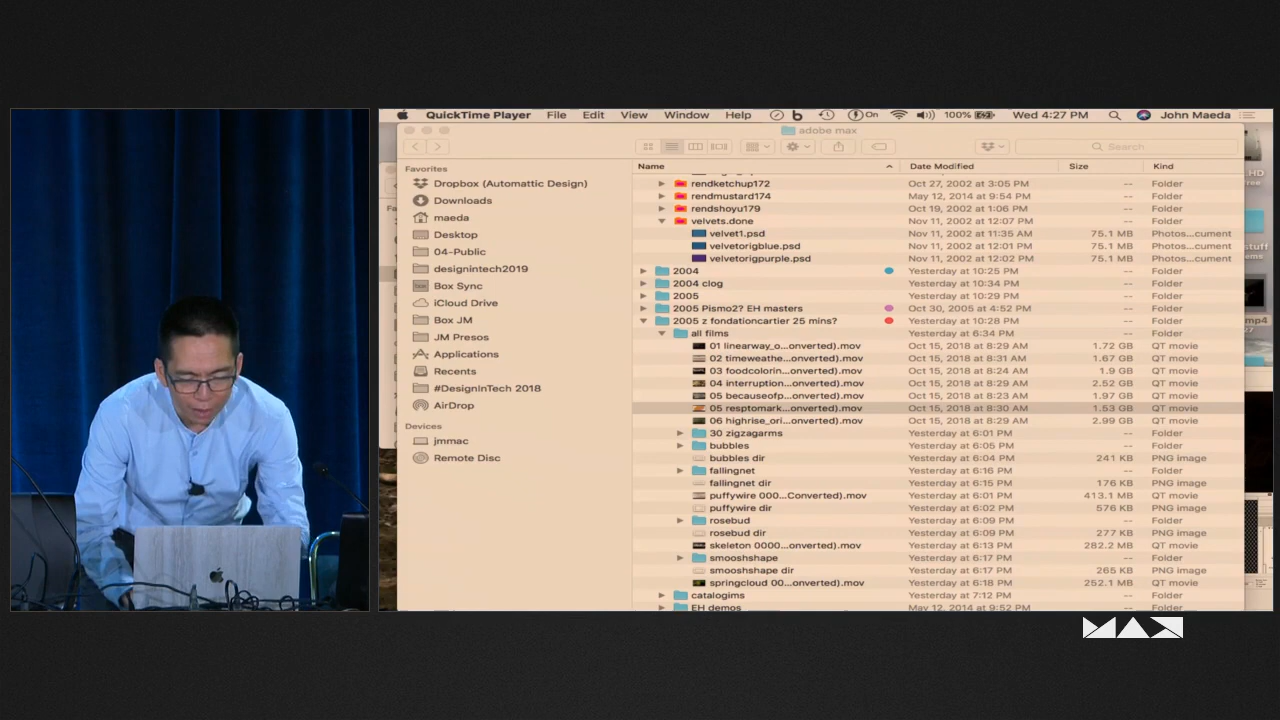 QuickTime Player File Edit View Window Help On 100% Wed 4:27 PM John Maeda
adobe max
Search
Favorites
Dropbox (Automattic Design)
Downloads
maeda
Desktop
04-Public
designintech2019
Box Sync
iCloud Drive
Box JM
JM Presos
Applications
Recents
#DesignInTech 2018
AirDrop
Devices
jmmac
Remote Disc
Name Date Modified Size Kind
rendketchup172 Oct 27, 2002 at 3:05 PM -- Folder
rendmustard174 May 12, 2014 at 9:54 PM -- Folder
rendshoyu179 Oct 19, 2002 at 1:06 PM -- Folder
velvets.done Nov 11, 2002 at 12:07 PM -- Folder
velvet1.psd Nov 11, 2002 at 11:35 AM 75.1 MB Photos...cument
velvetorigblue.psd Nov 11, 2002 at 12:01 PM 75.1 MB Photos...cument
velvetorigpurple.psd Nov 11, 2002 at 12:02 PM 75.1 MB Photos...cument
2004 Yesterday at 10:25 PM -- Folder
2004 clog Yesterday at 10:34 PM -- Folder
2005 Yesterday at 10:29 PM -- Folder
2005 Pismo2? EH masters Oct 30, 2005 at 4:52 PM -- Folder
2005 z fondationcartier 25 mins? Yesterday at 10:28 PM -- Folder
all films Yesterday at 6:34 PM -- Folder
01 linearway_o...onverted).mov Oct 15, 2018 at 8:29 AM 1.72 GB QT movie
02 timeweathe...onverted).mov Oct 15, 2018 at 8:31 AM 1.67 GB QT movie
03 foodcolorin...onverted).mov Oct 15, 2018 at 8:24 AM 1.9 GB QT movie
04 interruption...onverted).mov Oct 15, 2018 at 8:29 AM 2.52 GB QT movie
05 becauseofp...onverted).mov Oct 15, 2018 at 8:23 AM 1.97 GB QT movie
05 resptomark...onverted).mov Oct 15, 2018 at 8:30 AM 1.53 GB QT movie
06 highrise_ori...onverted).mov Oct 15, 2018 at 8:29 AM 2.99 GB QT movie
30 zigzagarms Yesterday at 6:01 PM -- Folder
bubbles Yesterday at 6:05 PM -- Folder
bubbles dir Yesterday at 6:04 PM 241 KB PNG image
fallingnet Yesterday at 6:16 PM -- Folder
fallingnet dir Yesterday at 6:15 PM 176 KB PNG image
puffywire 000...Converted).mov Yesterday at 6:01 PM 413.1 MB QT movie
puffywire dir Yesterday at 6:02 PM 576 KB PNG image
rosebud Yesterday at 6:09 PM -- Folder
rosebud dir Yesterday at 6:09 PM 277 KB PNG image
skeleton 0000...onverted).mov Yesterday at 6:13 PM 282.2 MB QT movie
smooshshape Yesterday at 6:17 PM -- Folder
smooshshape dir Yesterday at 6:17 PM 265 KB PNG image
springcloud 00...onverted).mov Yesterday at 6:18 PM 252.1 MB QT movie
catalogims Yesterday at 7:12 PM -- Folder
EH demos May 12, 2014 at 9:52 PM -- Folder
MAX